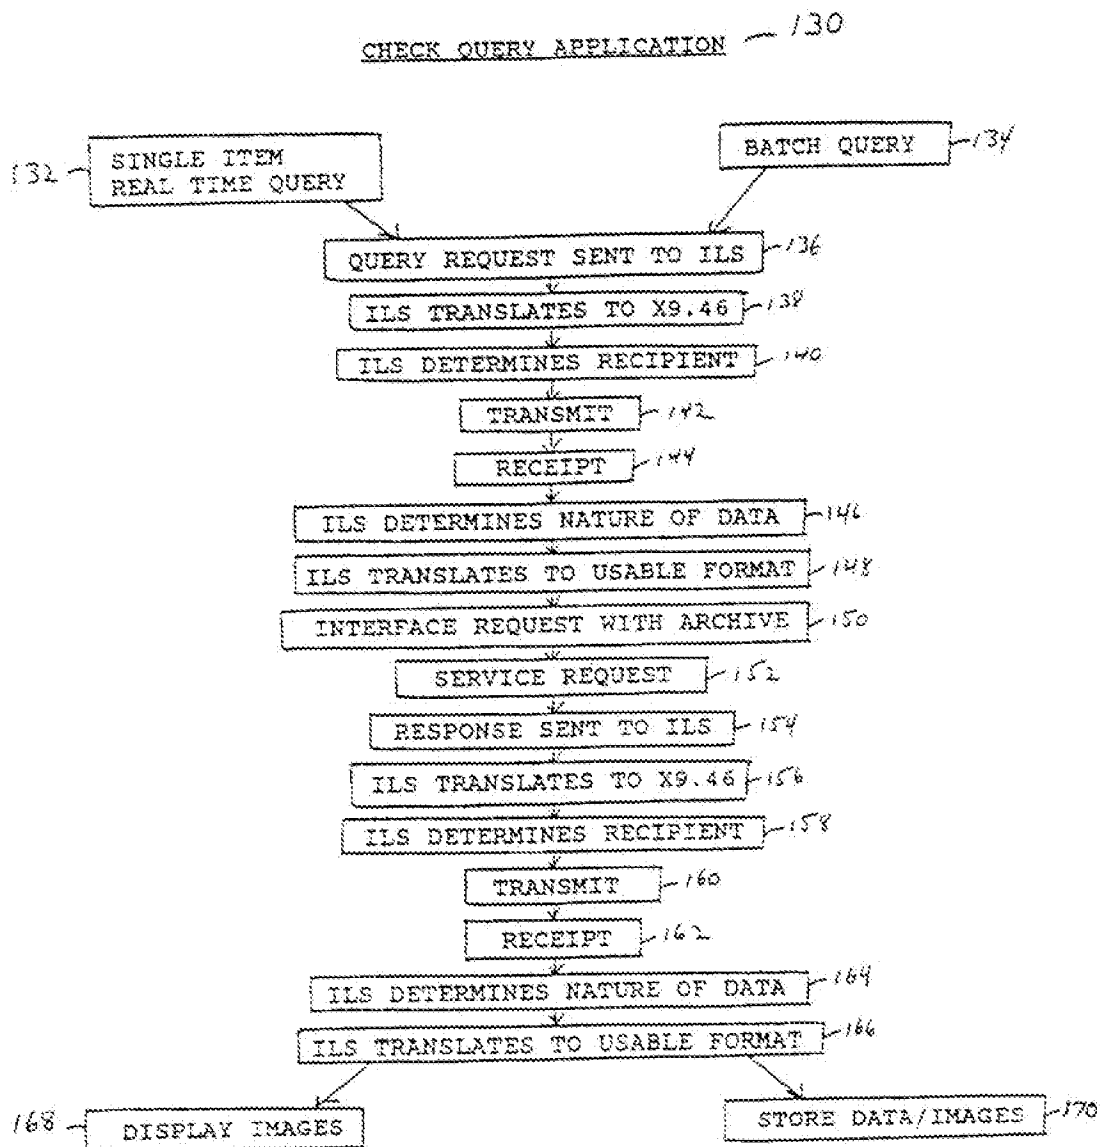 CHECK QUERY APPLICATION 130
132 SINGLE ITEM
REAL TIME QUERY
BATCH QUERY 134
QUERY REQUEST SENT TO ILS 136
ILS TRANSLATES TO X9.46 138
ILS DETERMINES RECIPIENT 140
TRANSMIT 142
RECEIPT 144
ILS DETERMINES NATURE OF DATA 146
ILS TRANSLATES TO USABLE FORMAT 148
INTERFACE REQUEST WITH ARCHIVE 150
SERVICE REQUEST 152
RESPONSE SENT TO ILS 154
ILS TRANSLATES TO X9.46 156
ILS DETERMINES RECIPIENT 158
TRANSMIT 160
RECEIPT 162
ILS DETERMINES NATURE OF DATA 164
ILS TRANSLATES TO USABLE FORMAT 166
168 DISPLAY IMAGES
STORE DATA/IMAGES 170